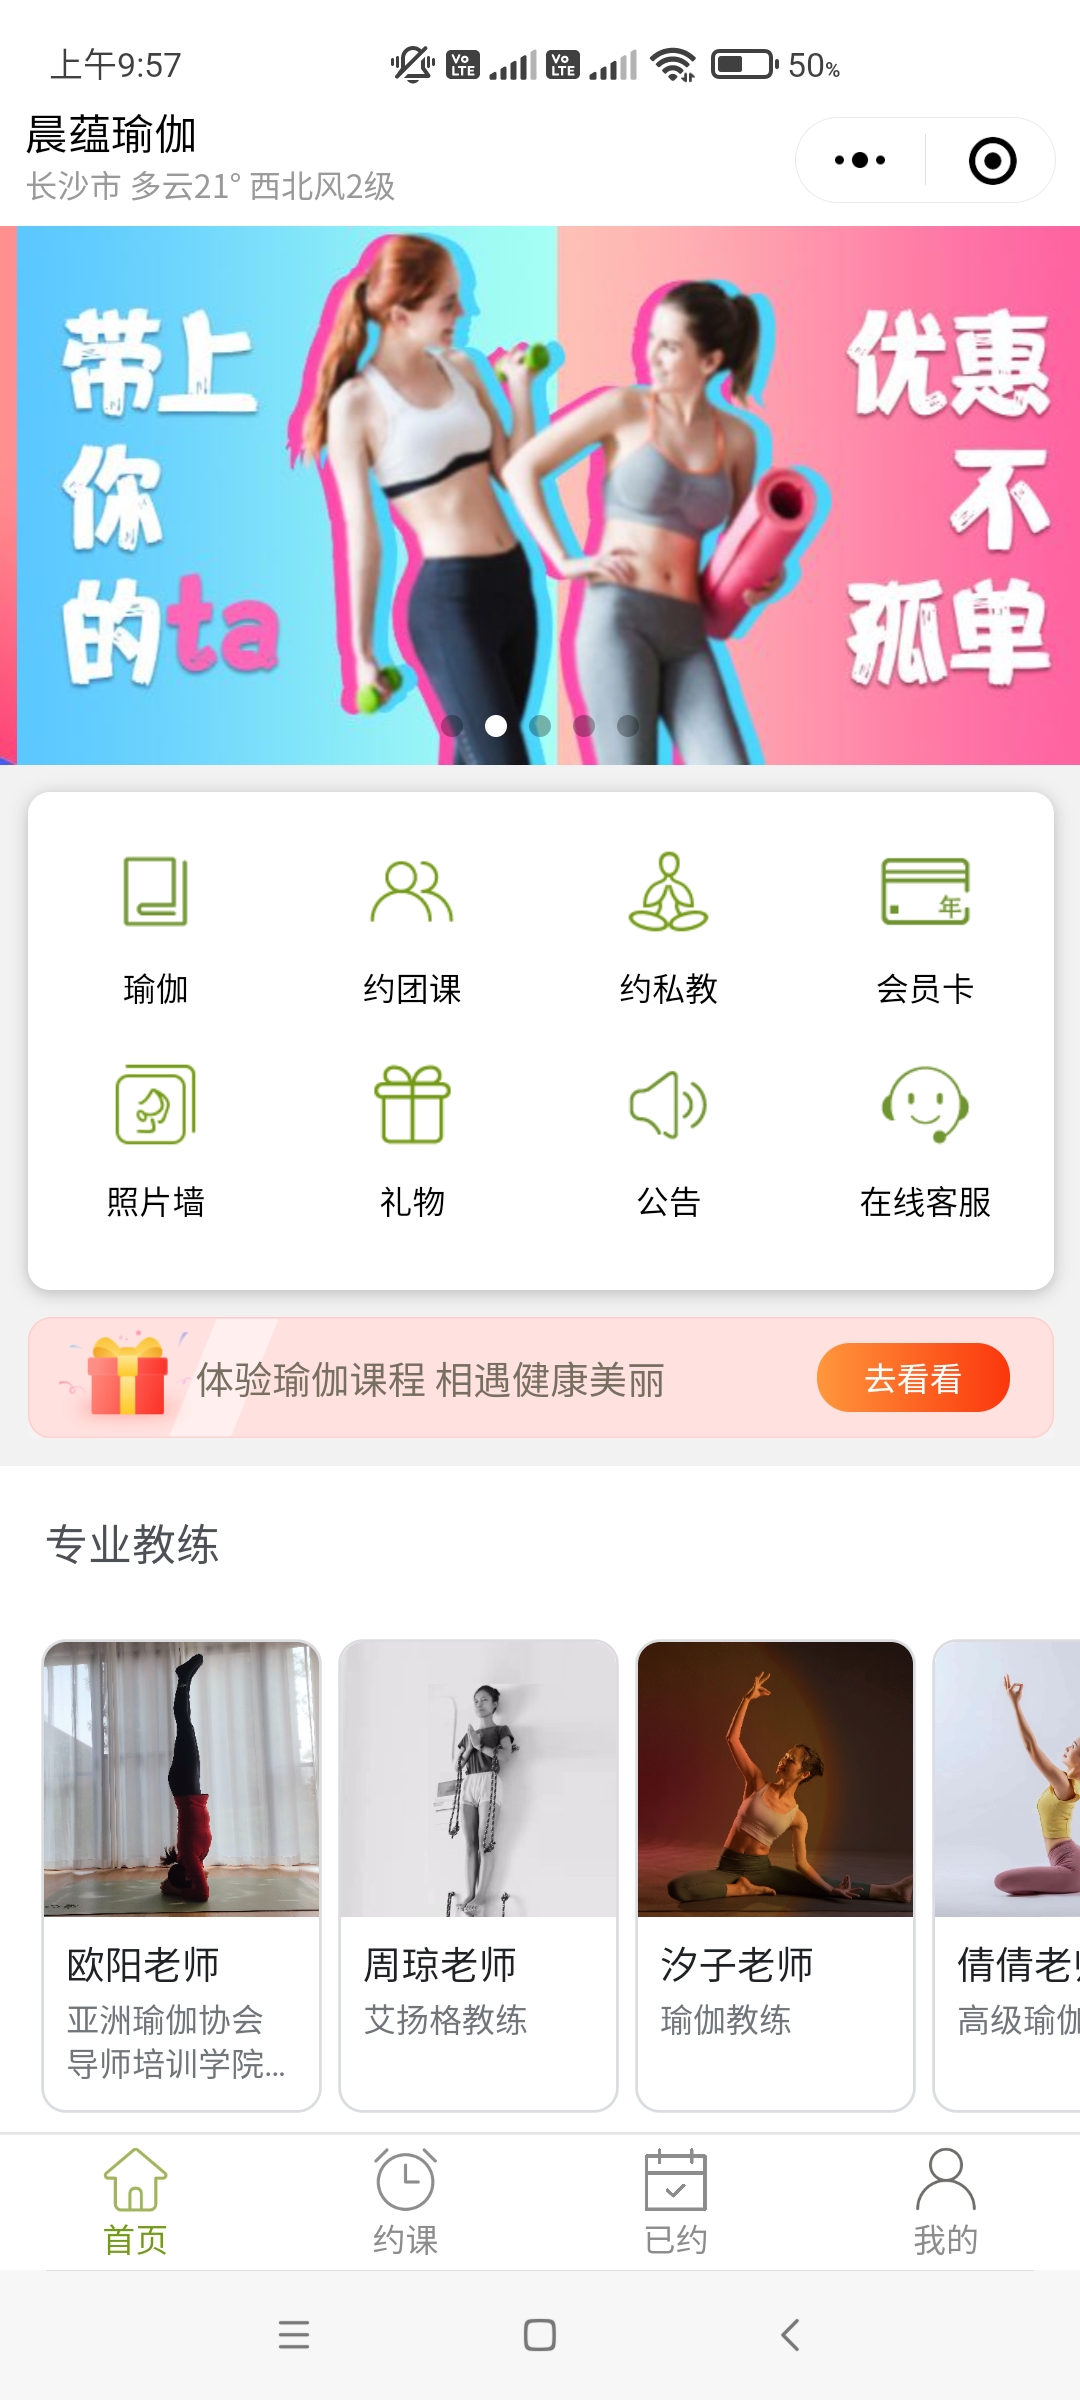 上午9:57
Vo LTE
Vo LTE
50%
晨蕴瑜伽
长沙市 多云21° 西北风2级
带上
你
的ta
优惠
不
孤单
瑜伽
约团课
约私教
年
会员卡
照片墙
礼物
公告
在线客服
体验瑜伽课程 相遇健康美丽
去看看
专业教练
欧阳老师
亚洲瑜伽协会
导师培训学院...
周琼老师
艾扬格教练
汐子老师
瑜伽教练
倩倩老
高级瑜伽
首页
约课
已约
我的